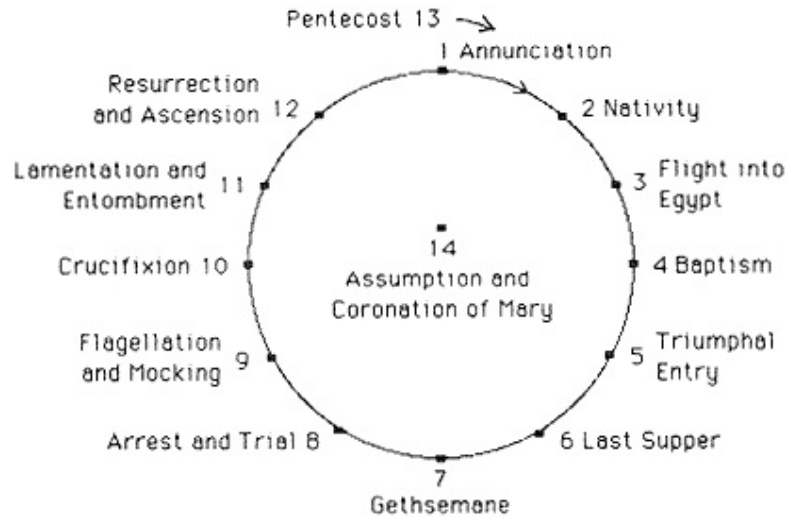 Pentecost 13
1 Annunciation
2 Nativity
3 Flight into
Egypt
4 Baptism
5 Triumphal
Entry
6 Last Supper
7
Gethsemane
Arrest and Trial 8
Flagellation
and Mocking 9
Crucifixion 10
Lamentation and
Entombment 11
Resurrection
and Ascension 12
14
Assumption and
Coronation of Mary